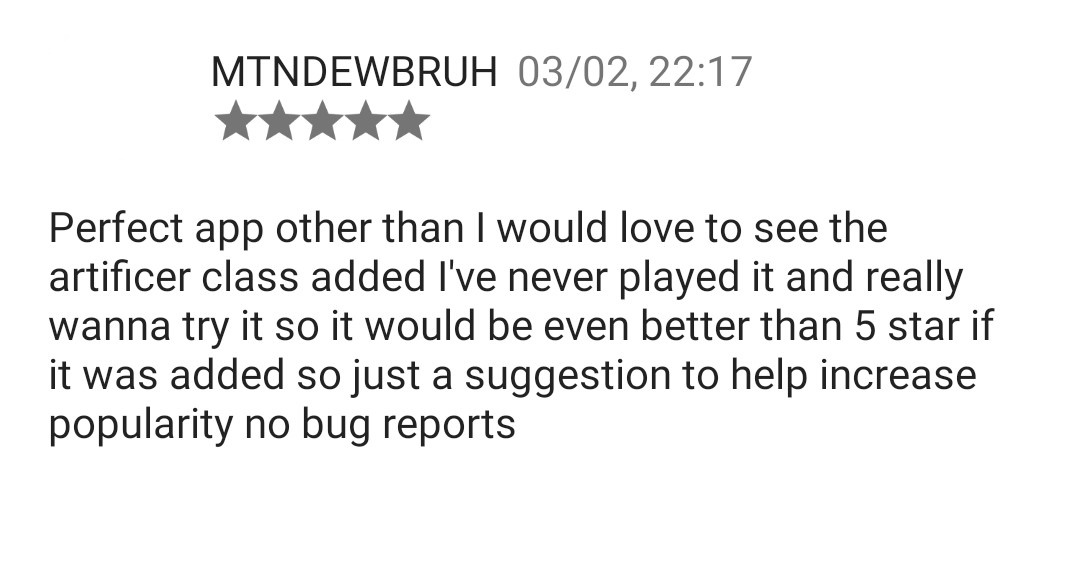 MTNDEWBRUH 03/02, 22:17
Perfect app other than I would love to see the
artificer class added I've never played it and really
wanna try it so it would be even better than 5 star if
it was added so just a suggestion to help increase
popularity no bug reports